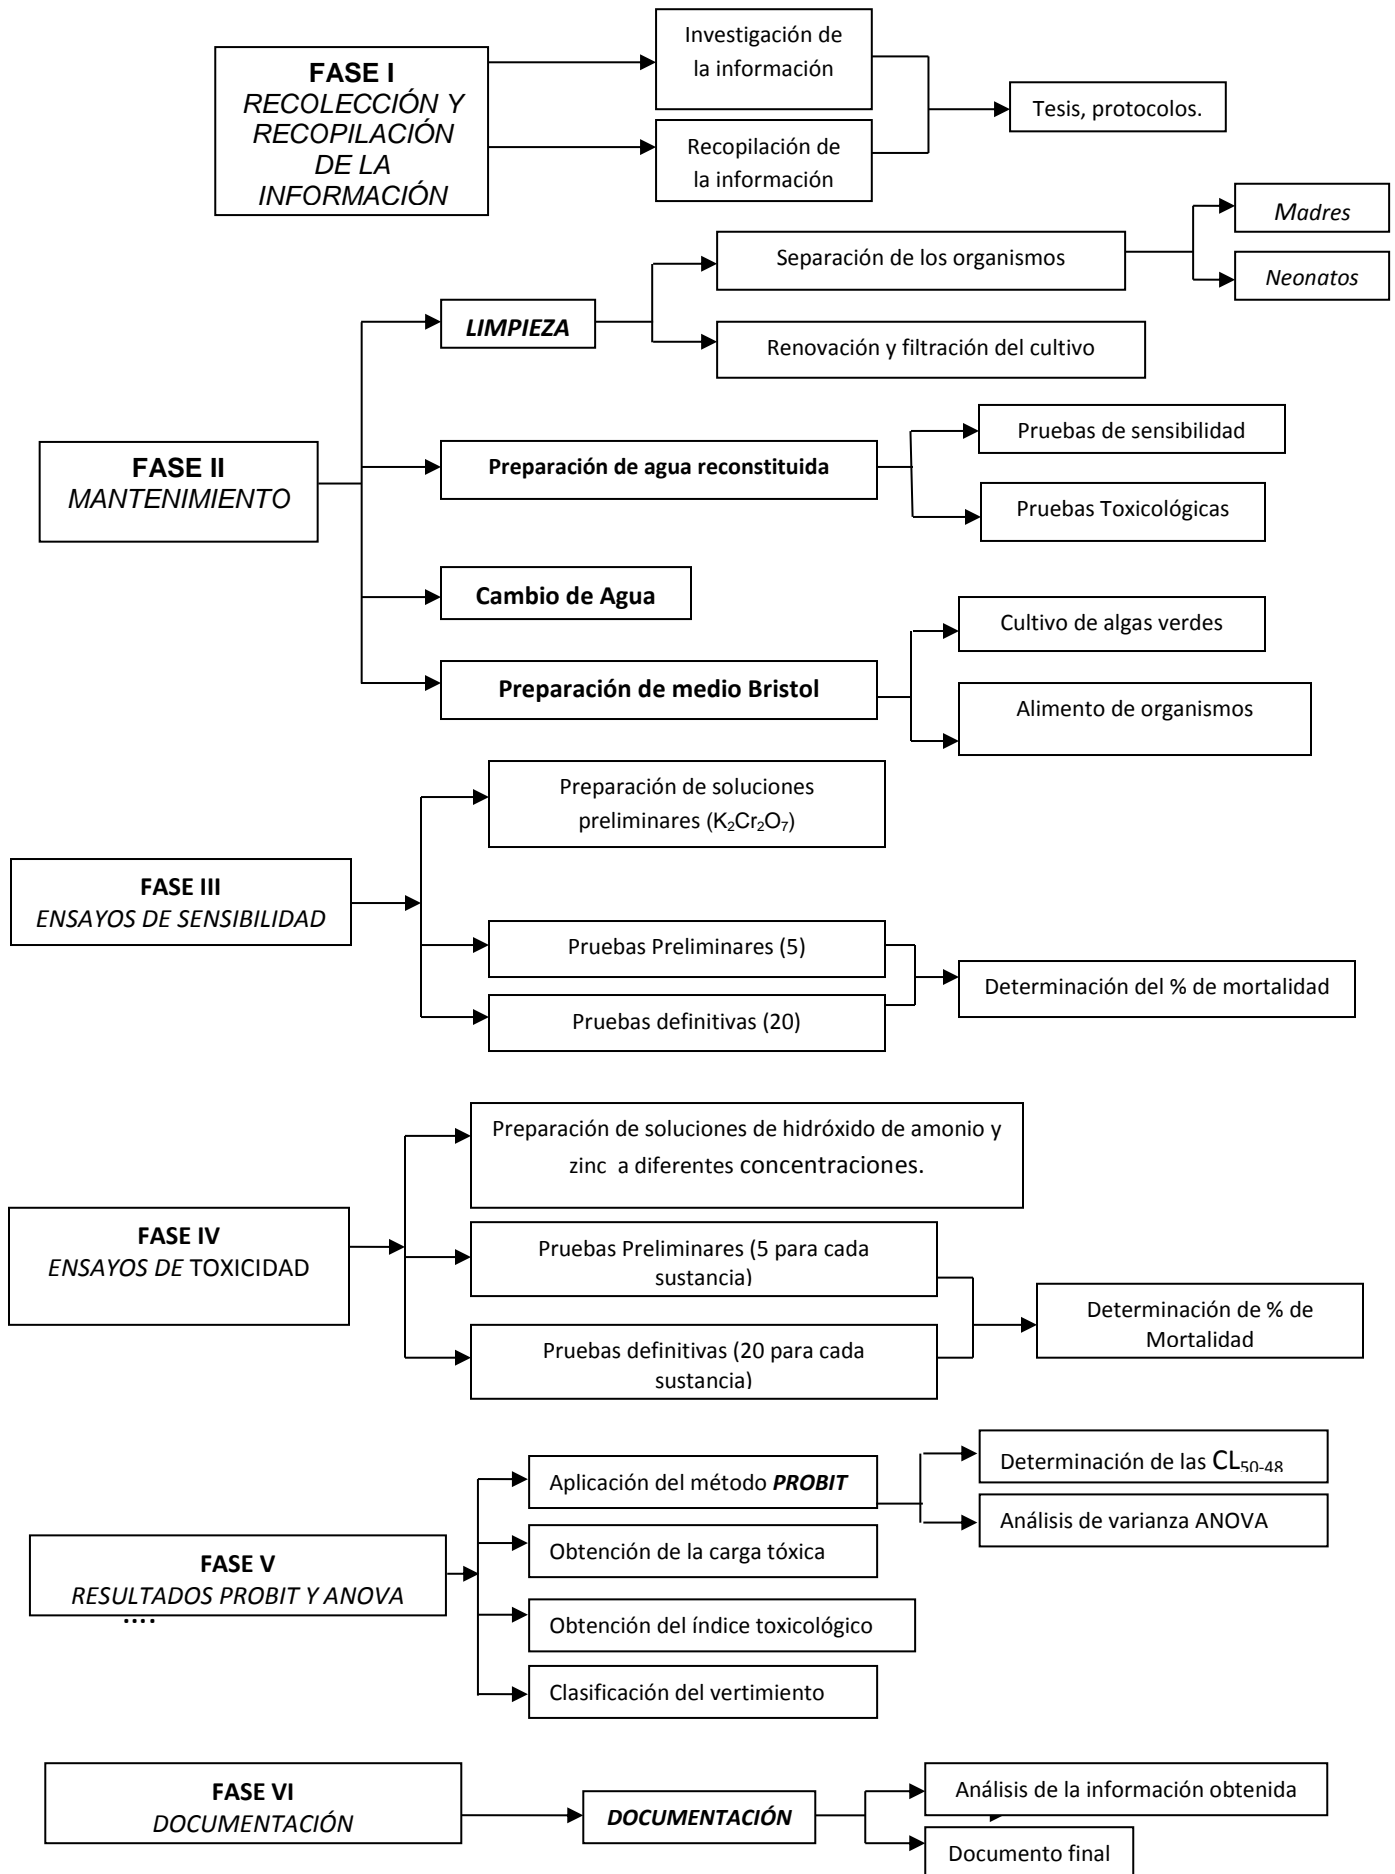 FASE I
RECOLECCIÓN Y
RECOPILACIÓN
DE LA
INFORMACIÓN
Investigación de
la información
Recopilación de
la información
Tesis, protocolos.
FASE II
MANTENIMIENTO
LIMPIEZA
Separación de los organismos
Madres
Neonatos
Renovación y filtración del cultivo
Preparación de agua reconstituida
Pruebas de sensibilidad
Pruebas Toxicológicas
Cambio de Agua
Preparación de medio Bristol
Cultivo de algas verdes
Alimento de organismos
FASE III
ENSAYOS DE SENSIBILIDAD
Preparación de soluciones
preliminares (K₂Cr₂O₇)
Pruebas Preliminares (5)
Pruebas definitivas (20)
Determinación del % de mortalidad
FASE IV
ENSAYOS DE TOXICIDAD
Preparación de soluciones de hidróxido de amonio y
zinc a diferentes concentraciones.
Pruebas Preliminares (5 para cada
sustancia)
Pruebas definitivas (20 para cada
sustancia)
Determinación de % de
Mortalidad
FASE V
RESULTADOS PROBIT Y ANOVA
....
Aplicación del método PROBIT
Determinación de las CL₅₀₋₄₈
Análisis de varianza ANOVA
Obtención de la carga tóxica
Obtención del índice toxicológico
Clasificación del vertimiento
FASE VI
DOCUMENTACIÓN
DOCUMENTACIÓN
Análisis de la información obtenida
Documento final